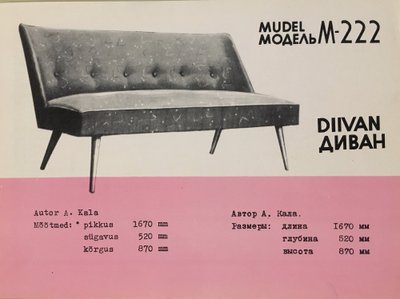 MUDEL
МОДЕЛЬ M-222
DIIVAN
ДИВАН
Autor A. Kala
Mõõtmed: pikkus 1670 mm
sügavus 520 mm
kõrgus 870 mm
Автор А. Кала.
Размеры: длина 1670 мм
глубина 520 мм
высота 870 мм